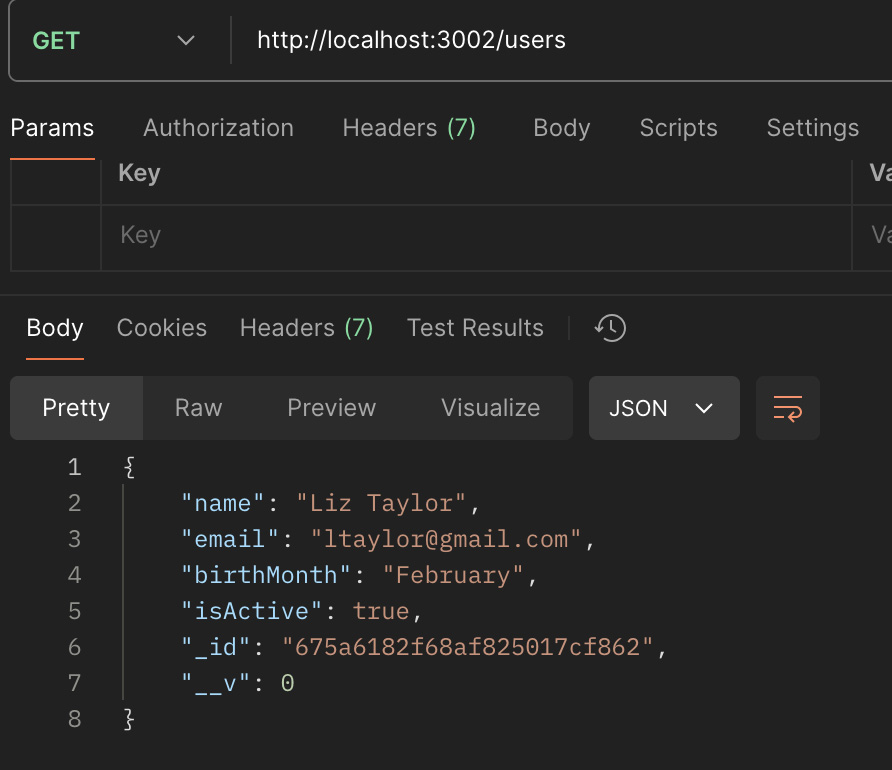 GET http://localhost:3002/users
Params Authorization Headers (7) Body Scripts Settings
Key
Key
Body Cookies Headers (7) Test Results
Pretty Raw Preview Visualize JSON
1 {
2 "name": "Liz Taylor",
3 "email": "ltaylor@gmail.com",
4 "birthMonth": "February",
5 "isActive": true,
6 "_id": "675a6182f68af825017cf862",
7 "__v": 0
8 }